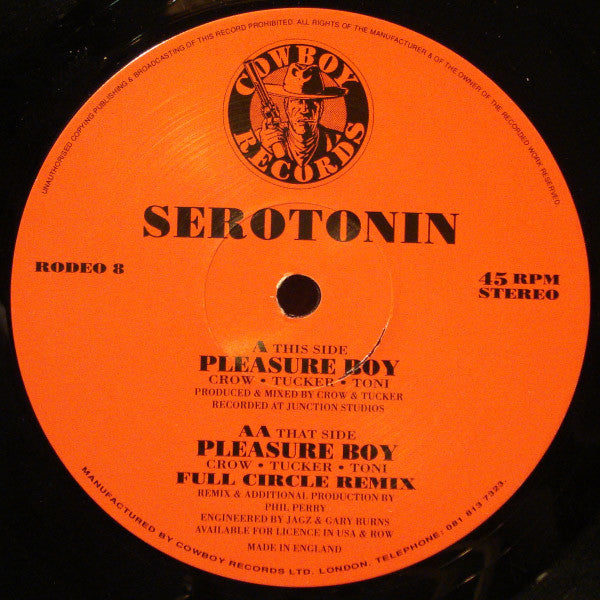 UNAUTHORISED COPYING PUBLISHING & BROADCASTING OF THIS RECORD PROHIBITED. ALL RIGHTS OF THE MANUFACTURER & OF THE OWNER OF THE RECORDED WORK RESERVED.
COWBOY
RECORDS
SEROTONIN
RODEO 8
45 RPM
STEREO
A THIS SIDE
PLEASURE BOY
CROW • TUCKER • TONI
PRODUCED & MIXED BY CROW & TUCKER
RECORDED AT JUNCTION STUDIOS
AA THAT SIDE
PLEASURE BOY
CROW • TUCKER • TONI
FULL CIRCLE REMIX
REMIX & ADDITIONAL PRODUCTION BY
PHIL PERRY
ENGINEERED BY JAGZ & GARY BURNS
AVAILABLE FOR LICENCE IN USA & ROW
MADE IN ENGLAND
MANUFACTURED BY COWBOY RECORDS LTD. LONDON. TELEPHONE: 081 813 7323.